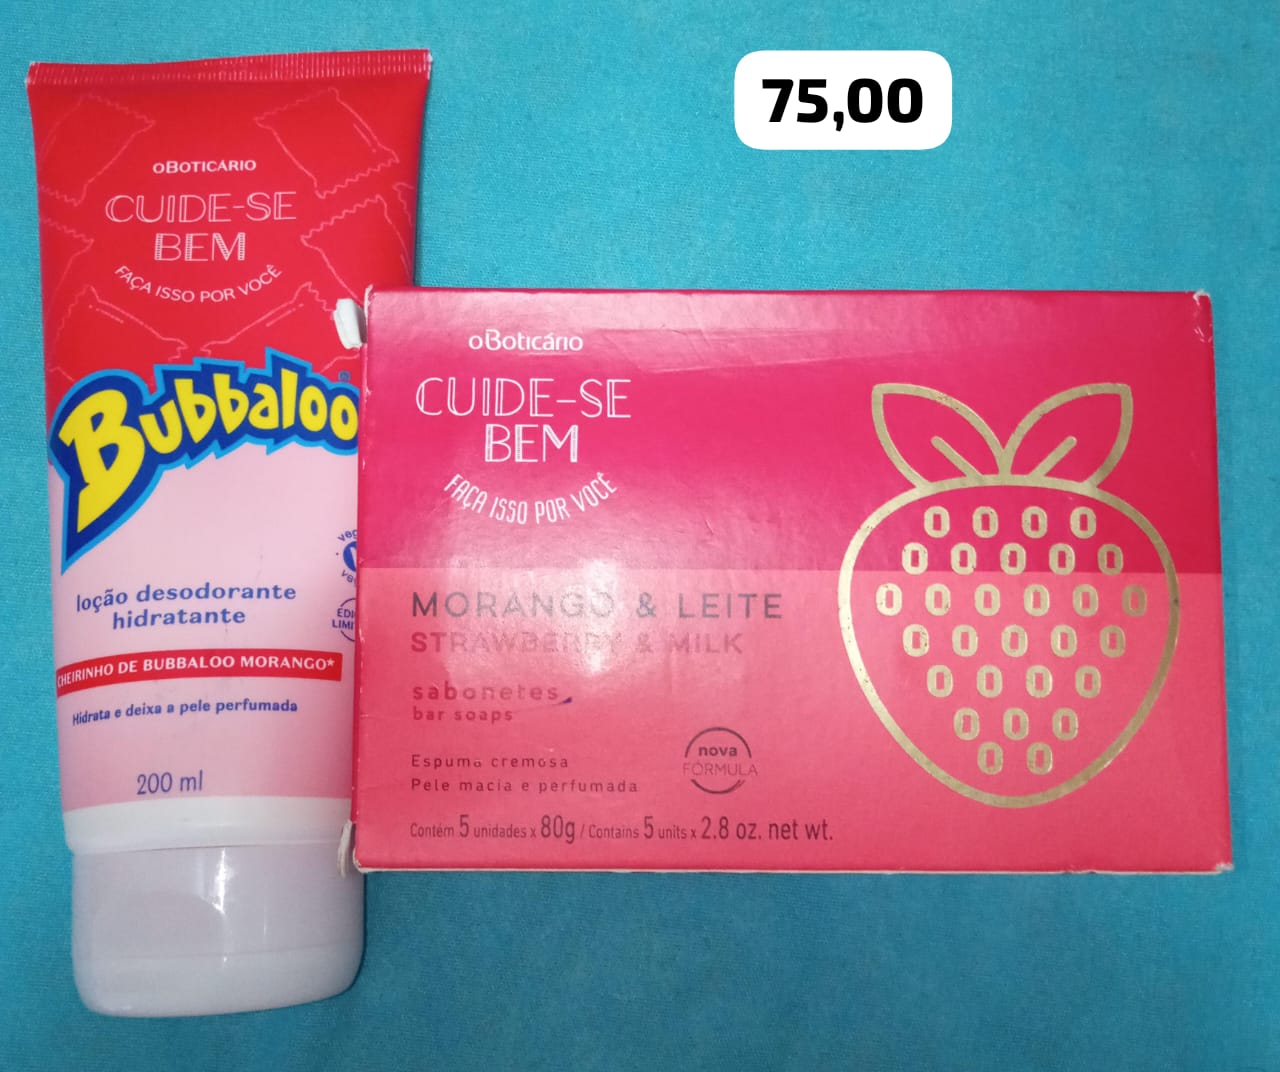 75,00
oBOTICÁRIO
CUIDE-SE
BEM
FAÇA ISSO POR VOCÊ
Bubbaloo
loção desodorante
hidratante
CHEIRINHO DE BUBBALOO MORANGO*
Hidrata e deixa a pele perfumada
200 ml
oBoticário
CUIDE-SE
BEM
FAÇA ISSO POR VOCÊ
MORANGO & LEITE
STRAWBERRY & MILK
sabonetes
bar soaps
nova
FÓRMULA
Espuma cremosa
Pele macia e perfumada
Contém 5 unidades x 80g / Contains 5 units x 2.8 oz. net wt.